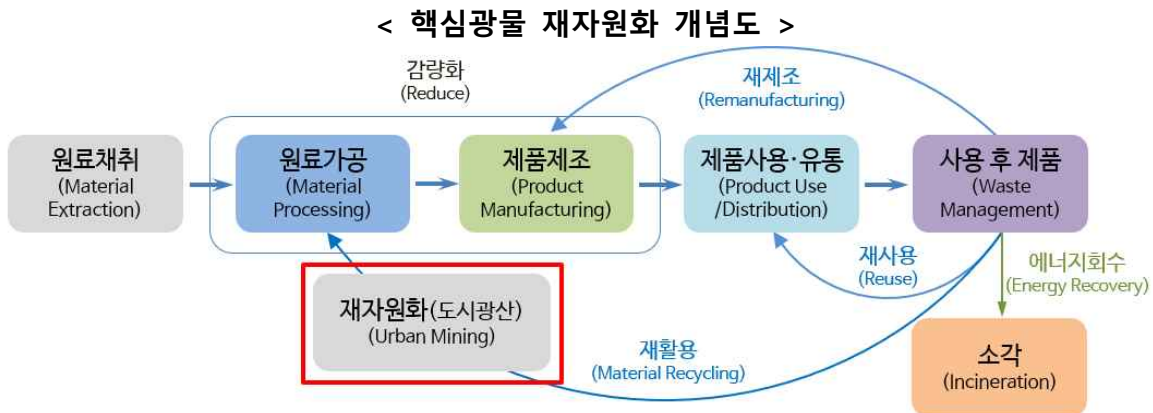 < 핵심광물 재자원화 개념도 >
감량화
(Reduce)
재제조
(Remanufacturing)
원료채취
(Material
Extraction)
원료가공
(Material
Processing)
제품제조
(Product
Manufacturing)
제품사용·유통
(Product Use
/Distribution)
사용 후 제품
(Waste
Management)
재사용
(Reuse)
에너지회수
(Energy Recovery)
재자원화(도시광산)
(Urban Mining)
재활용
(Material Recycling)
소각
(Incineration)